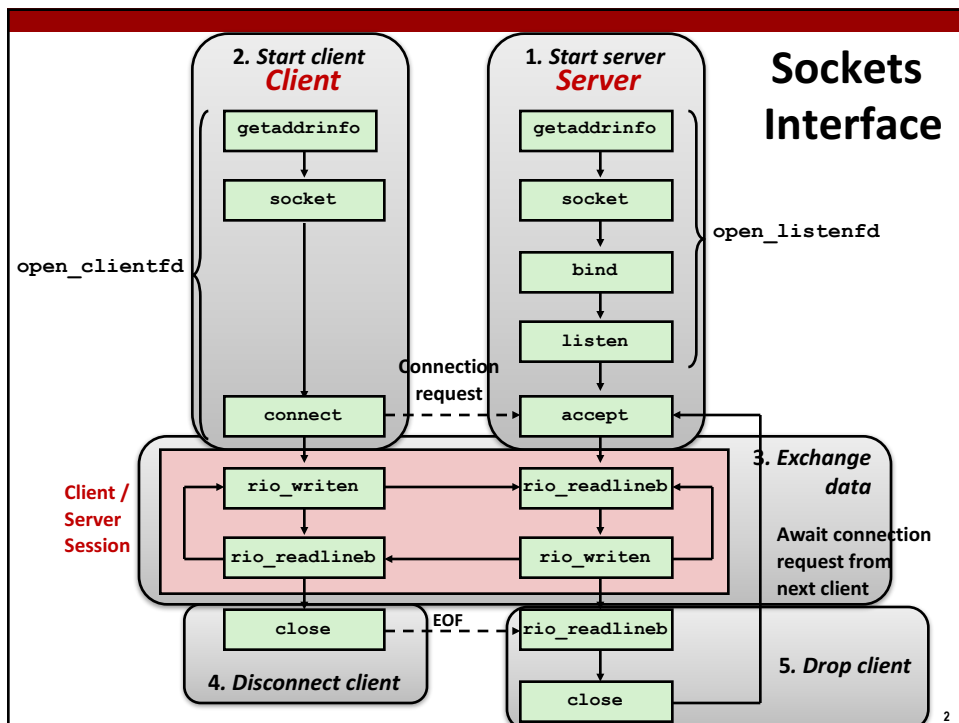 2. Start client
Client
1. Start server
Server
Sockets
Interface
getaddrinfo
getaddrinfo
socket
socket
open_clientfd
open_listenfd
bind
listen
Connection
request
connect
accept
3. Exchange
data
Client /
Server
Session
rio_writen
rio_readlineb
rio_readlineb
rio_writen
Await connection
request from
next client
close
EOF
rio_readlineb
4. Disconnect client
5. Drop client
close
2